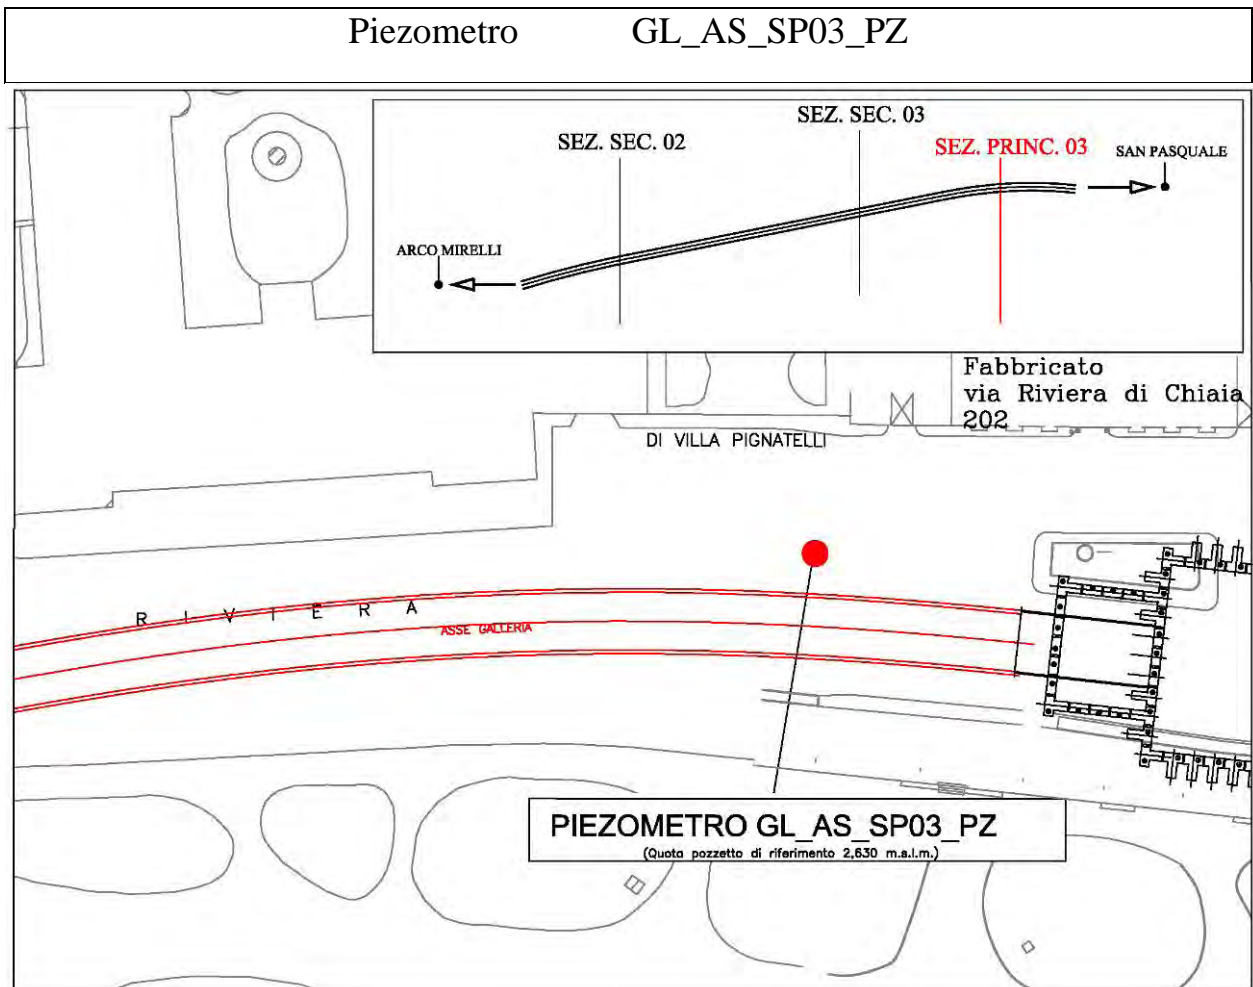 Piezometro GL_AS_SP03_PZ
SEZ. SEC. 03
SEZ. SEC. 02
SEZ. PRINC. 03
SAN PASQUALE
ARCO MIRELLI
Fabbricato
via Riviera di Chiaia
202
DI VILLA PIGNATELLI
RIVIERA
ASSE GALLERIA
PIEZOMETRO GL_AS_SP03_PZ
(Quota pozzetto di riferimento 2,630 m.s.l.m.)